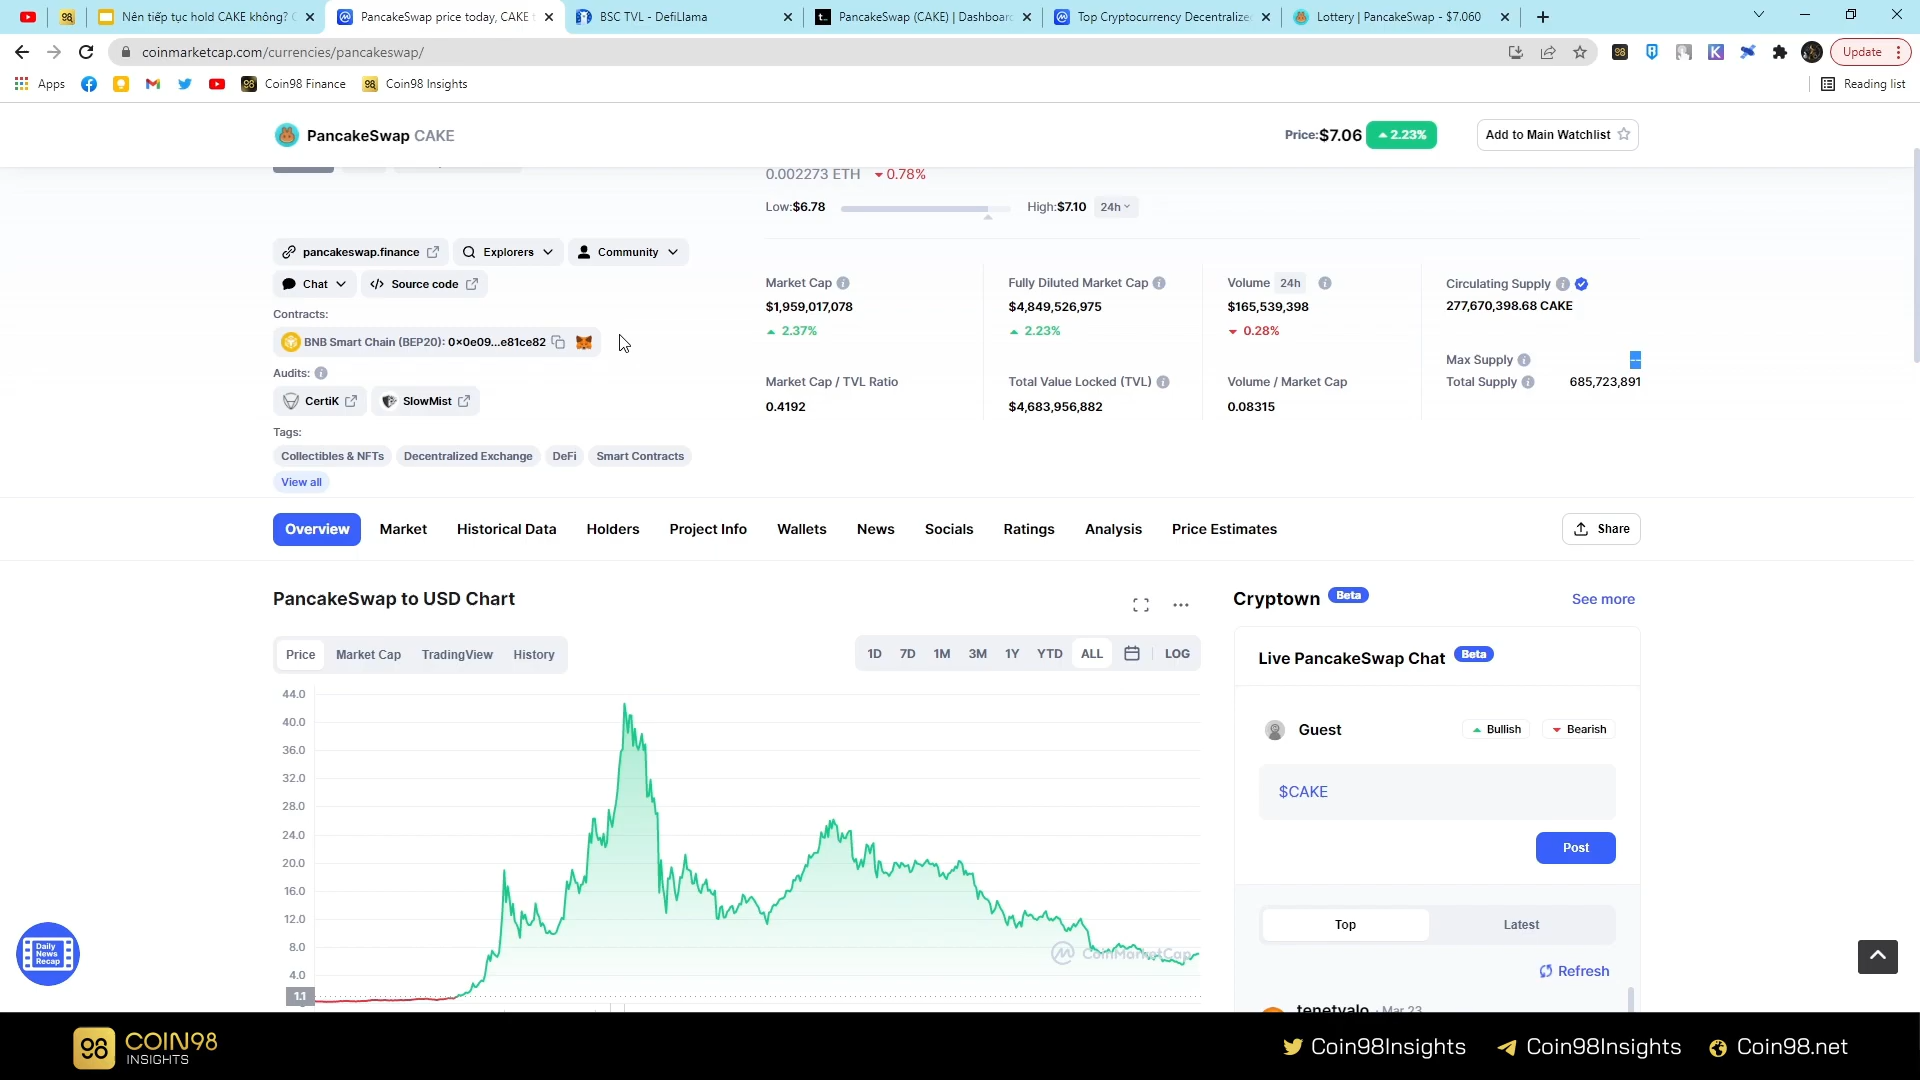 Nên tiếp tục hold CAKE không?
PancakeSwap price today, CAKE t
BSC TVL - DefiLlama
PancakeSwap (CAKE) | Dashboard
Top Cryptocurrency Decentralized
Lottery | PancakeSwap - $7.060
coinmarketcap.com/currencies/pancakeswap/
Update
Apps
Coin98 Finance
Coin98 Insights
Reading list
PancakeSwap CAKE
Price:$7.06
2.23%
Add to Main Watchlist
0.002273 ETH
0.78%
Low:$6.78
High:$7.10
24h
pancakeswap.finance
Explorers
Community
Chat
Source code
Contracts:
BNB Smart Chain (BEP20): 0x0e09...e81ce82
Audits:
CertiK
SlowMist
Tags:
Collectibles & NFTs
Decentralized Exchange
DeFi
Smart Contracts
View all
Market Cap
$1,959,017,078
2.37%
Fully Diluted Market Cap
$4,849,526,975
2.23%
Volume 24h
$165,539,398
0.28%
Circulating Supply
277,670,398.68 CAKE
Max Supply
--
Total Supply
685,723,891
Market Cap / TVL Ratio
0.4192
Total Value Locked (TVL)
$4,683,956,882
Volume / Market Cap
0.08315
Overview
Market
Historical Data
Holders
Project Info
Wallets
News
Socials
Ratings
Analysis
Price Estimates
Share
PancakeSwap to USD Chart
Price
Market Cap
TradingView
History
1D
7D
1M
3M
1Y
YTD
ALL
LOG
44.0
40.0
36.0
32.0
28.0
24.0
20.0
16.0
12.0
8.0
4.0
1.1
CoinMarketCap
Cryptown Beta
See more
Live PancakeSwap Chat Beta
Guest
Bullish
Bearish
$CAKE
Post
Top
Latest
Refresh
tenetvalo · Mar 23
Daily
News
Recap
98
COIN98
INSIGHTS
Coin98Insights
Coin98Insights
Coin98.net